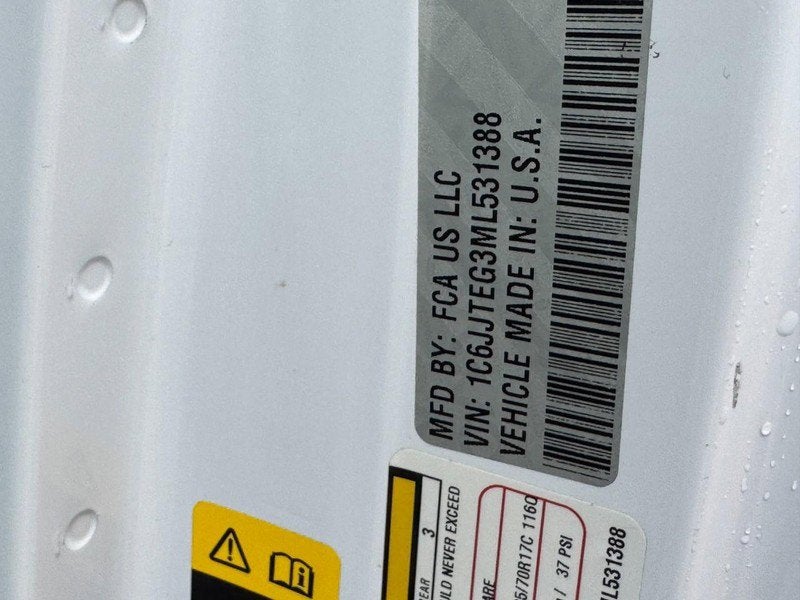 MFD BY: FCA US LLC
VIN: 1C6JJTEG3ML531388
VEHICLE MADE IN: U.S.A.
EAR 3
ULD NEVER EXCEED
ARE
5/70R17C 116Q
/ 37 PSI
L531388